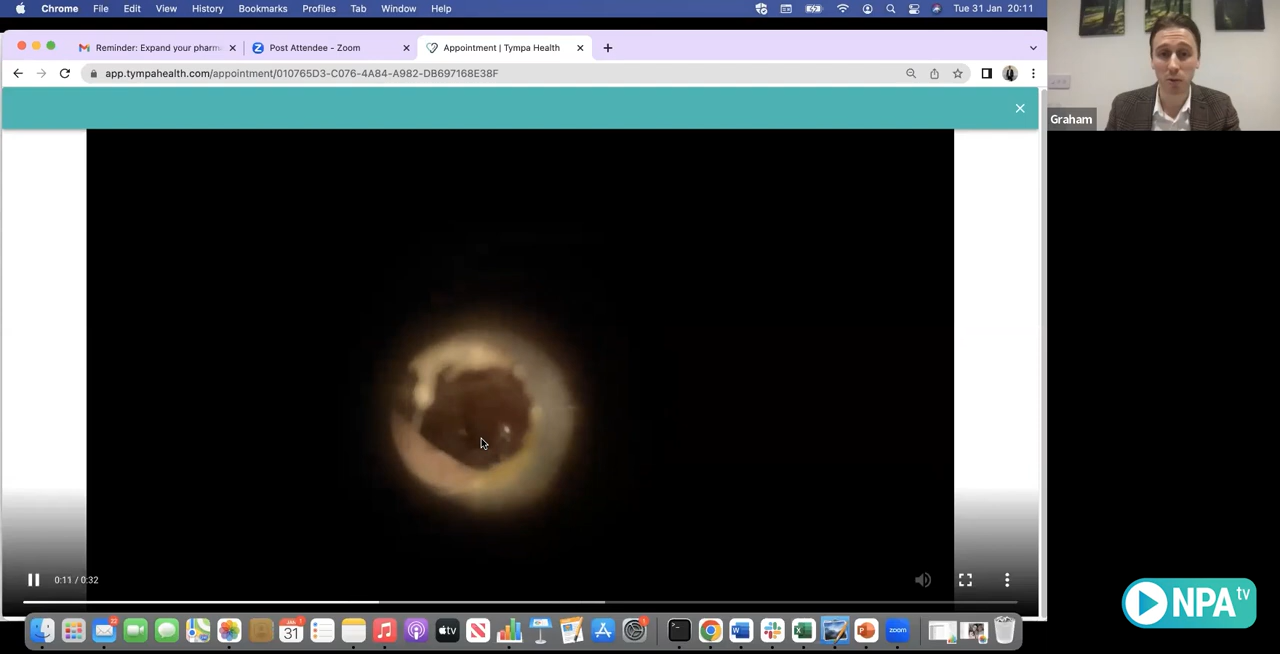 Chrome File Edit View History Bookmarks Profiles Tab Window Help Tue 31 Jan 20:11
Reminder: Expand your pharm
Post Attendee - Zoom
Appointment | Tympa Health
app.tympahealth.com/appointment/010765D3-C076-4A84-A982-DB697168E38F
Graham
0:11 / 0:32
31
tv
zoom
NPA tv